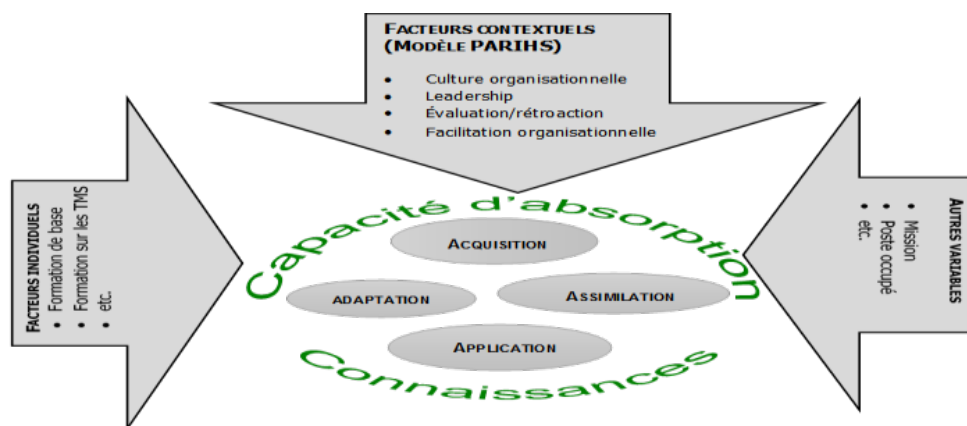 FACTEURS CONTEXTUELS
(MODÈLE PARIHS)
• Culture organisationnelle
• Leadership
• Évaluation/rétroaction
• Facilitation organisationnelle
FACTEURS INDIVIDUELS
• Formation de base
• Formation sur les TMS
• etc.
Capacité d'absorption
ACQUISITION
ADAPTATION
ASSIMILATION
APPLICATION
Connaissances
AUTRES VARIABLES
• Mission
• Poste occupé
• etc.